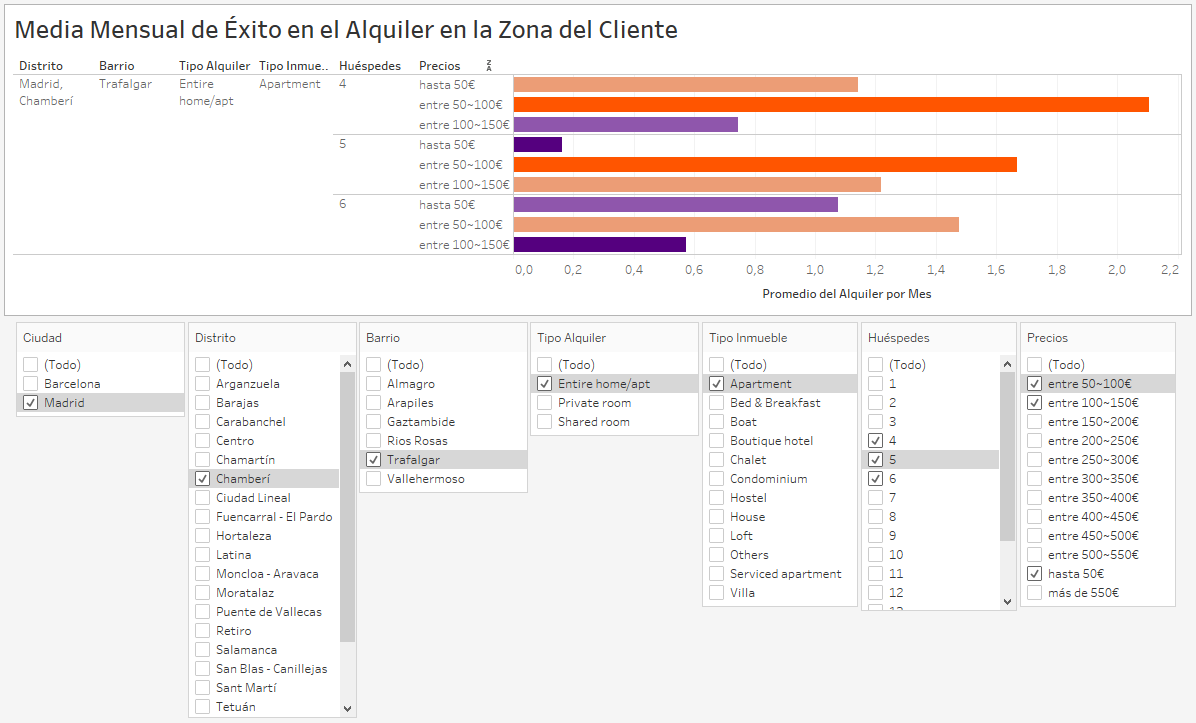 Media Mensual de Éxito en el Alquiler en la Zona del Cliente
Distrito Barrio Tipo Alquiler Tipo Inmue.. Huéspedes Precios Z A
Madrid, Chamberí Trafalgar Entire home/apt Apartment 4 hasta 50€
entre 50~100€
entre 100~150€
5 hasta 50€
entre 50~100€
entre 100~150€
6 hasta 50€
entre 50~100€
entre 100~150€
0,0 0,2 0,4 0,6 0,8 1,0 1,2 1,4 1,6 1,8 2,0 2,2
Promedio del Alquiler por Mes
Ciudad
(Todo)
Barcelona
Madrid
Distrito
(Todo)
Arganzuela
Barajas
Carabanchel
Centro
Chamartín
Chamberí
Ciudad Lineal
Fuencarral - El Pardo
Hortaleza
Latina
Moncloa - Aravaca
Moratalaz
Puente de Vallecas
Retiro
Salamanca
San Blas - Canillejas
Sant Martí
Tetuán
Barrio
(Todo)
Almagro
Arapiles
Gaztambide
Rios Rosas
Trafalgar
Vallehermoso
Tipo Alquiler
(Todo)
Entire home/apt
Private room
Shared room
Tipo Inmueble
(Todo)
Apartment
Bed & Breakfast
Boat
Boutique hotel
Chalet
Condominium
Hostel
House
Loft
Others
Serviced apartment
Villa
Huéspedes
(Todo)
1
2
3
4
5
6
7
8
9
10
11
12
Precios
(Todo)
entre 50~100€
entre 100~150€
entre 150~200€
entre 200~250€
entre 250~300€
entre 300~350€
entre 350~400€
entre 400~450€
entre 450~500€
entre 500~550€
hasta 50€
más de 550€